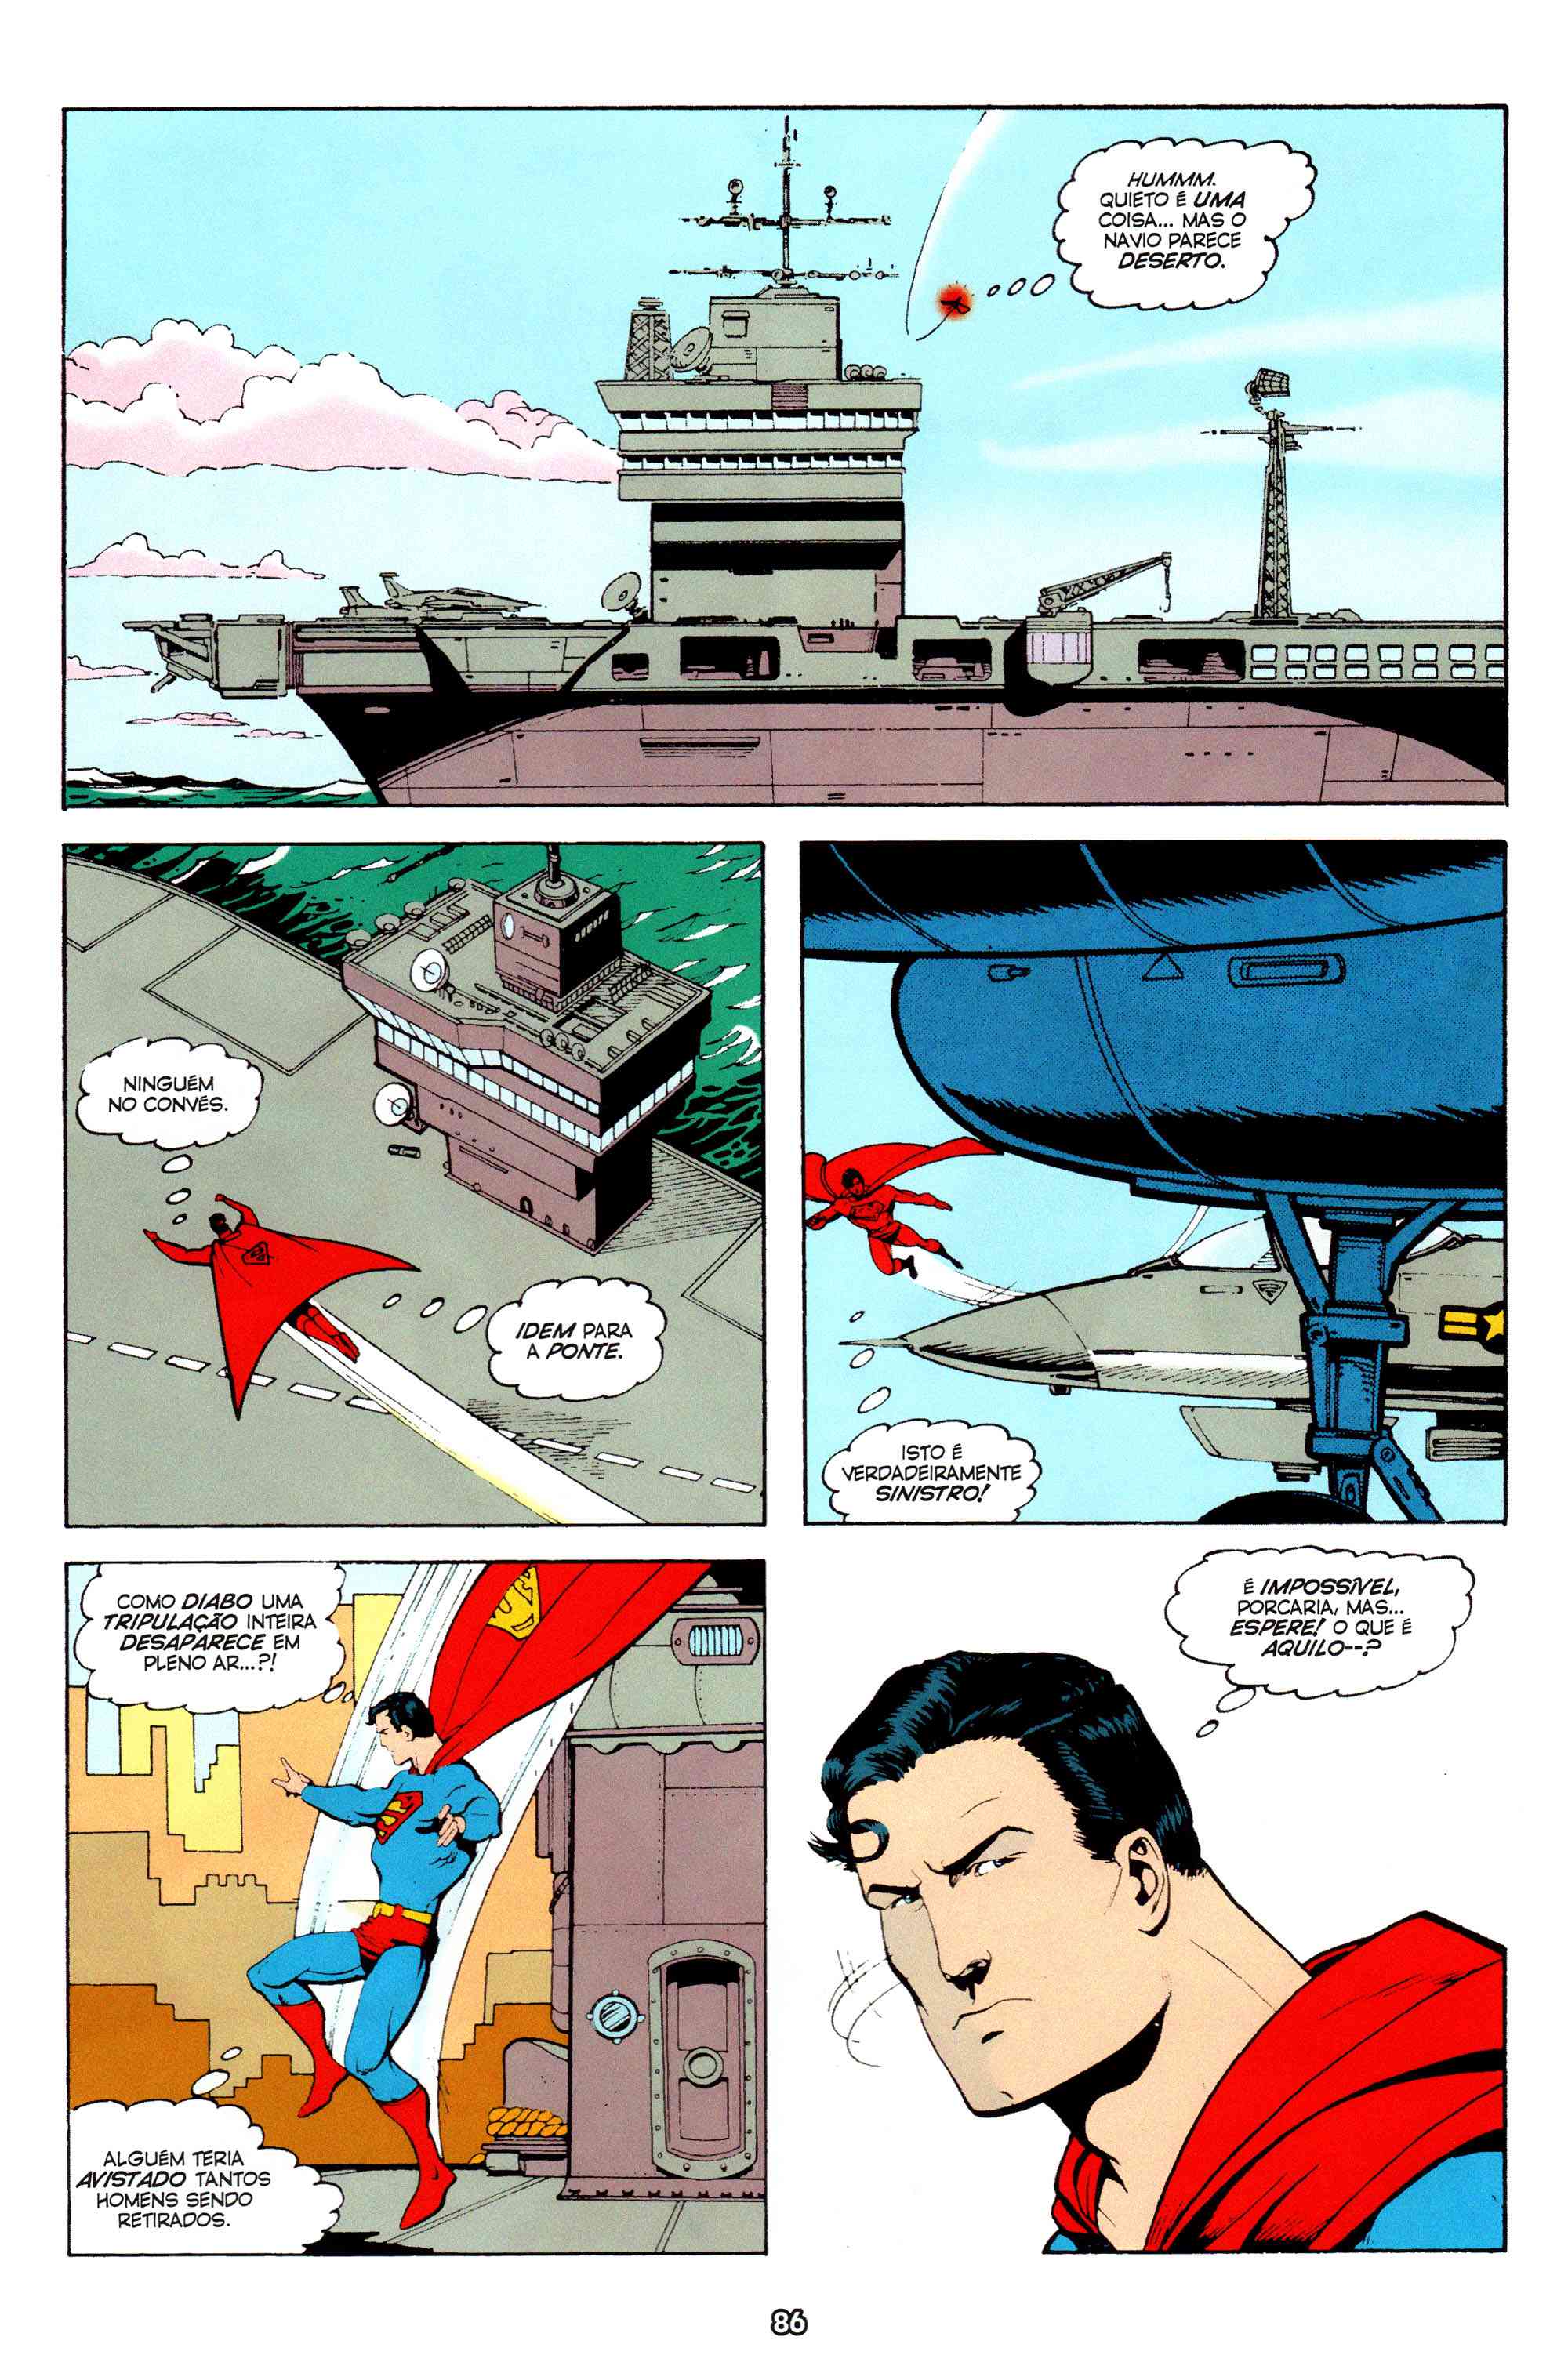 HUMMM.
QUIETO É UMA
COISA... MAS O
NAVIO PARECE
DESERTO.
NINGUÉM
NO CONVÉS.
IDEM PARA
A PONTE.
ISTO É
VERDADEIRAMENTE
SINISTRO!
COMO DIABO UMA
TRIPULAÇÃO INTEIRA
DESAPARECE EM
PLENO AR...?!
ALGUÉM TERIA
AVISTADO TANTOS
HOMENS SENDO
RETIRADOS.
É IMPOSSÍVEL,
PORCARIA, MAS...
ESPERE! O QUE É
AQUILO--?
86